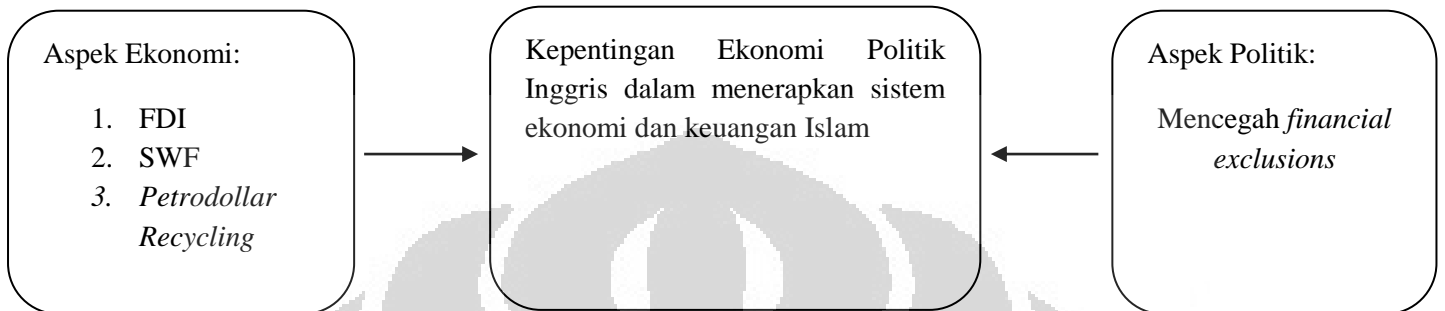 Aspek Ekonomi:
1. FDI
2. SWF
3. Petrodollar
Recycling
Kepentingan Ekonomi Politik
Inggris dalam menerapkan sistem
ekonomi dan keuangan Islam
Aspek Politik:
Mencegah financial
exclusions